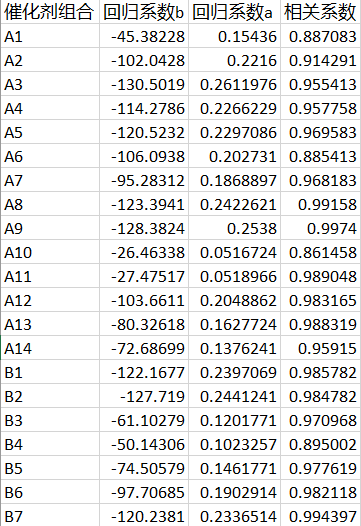 催化剂组合 回归系数b 回归系数a 相关系数
A1 -45.38228 0.15436 0.887083
A2 -102.0428 0.2216 0.914291
A3 -130.5019 0.2611976 0.955413
A4 -114.2786 0.2266229 0.957758
A5 -120.5232 0.2297086 0.969583
A6 -106.0938 0.202731 0.885413
A7 -95.28312 0.1868897 0.968183
A8 -123.3941 0.2422621 0.99158
A9 -128.3824 0.2538 0.9974
A10 -26.46338 0.0516724 0.861458
A11 -27.47517 0.0518966 0.989048
A12 -103.6611 0.2048862 0.983165
A13 -80.32618 0.1627724 0.988319
A14 -72.68699 0.1376241 0.95915
B1 -122.1677 0.2397069 0.985782
B2 -127.719 0.2441241 0.984782
B3 -61.10279 0.1201771 0.970968
B4 -50.14306 0.1023257 0.895002
B5 -74.50579 0.1461771 0.977619
B6 -97.70685 0.1902914 0.982118
B7 -120.2381 0.2336514 0.994397